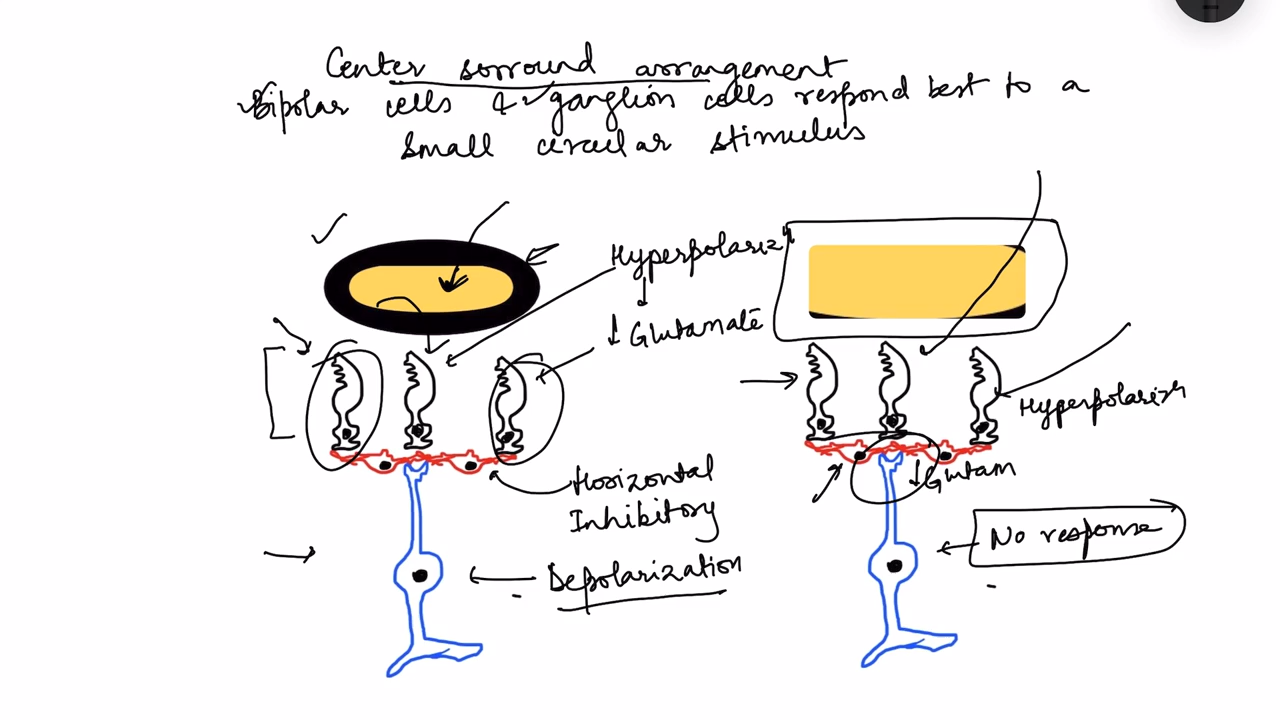 Center sorround arrangement
Bipolar cells & ganglion cells respond best to a
small circular stimulus
Hyperpolarizn
↓
↓ Glutamate
Hyperpolarizn
↓ Glutam
Horizontal
Inhibitory
No response
Depolarization